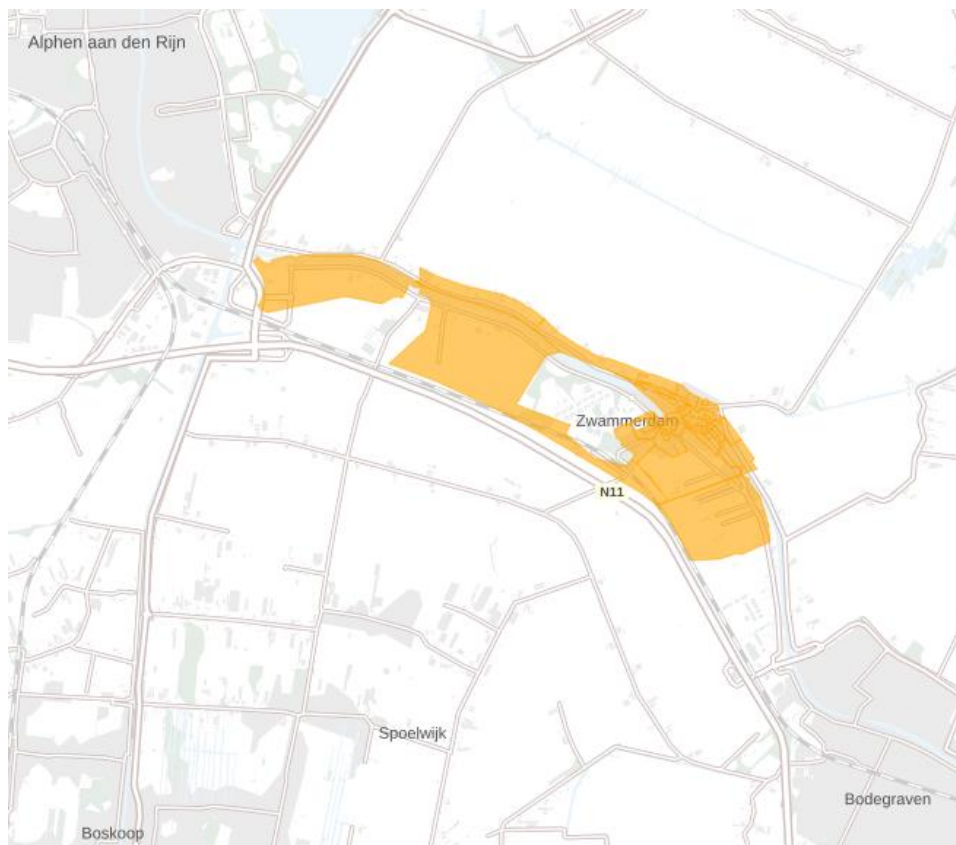 Alphen aan den Rijn
Zwammerdam
N11
Spoelwijk
Bodegraven
Boskoop